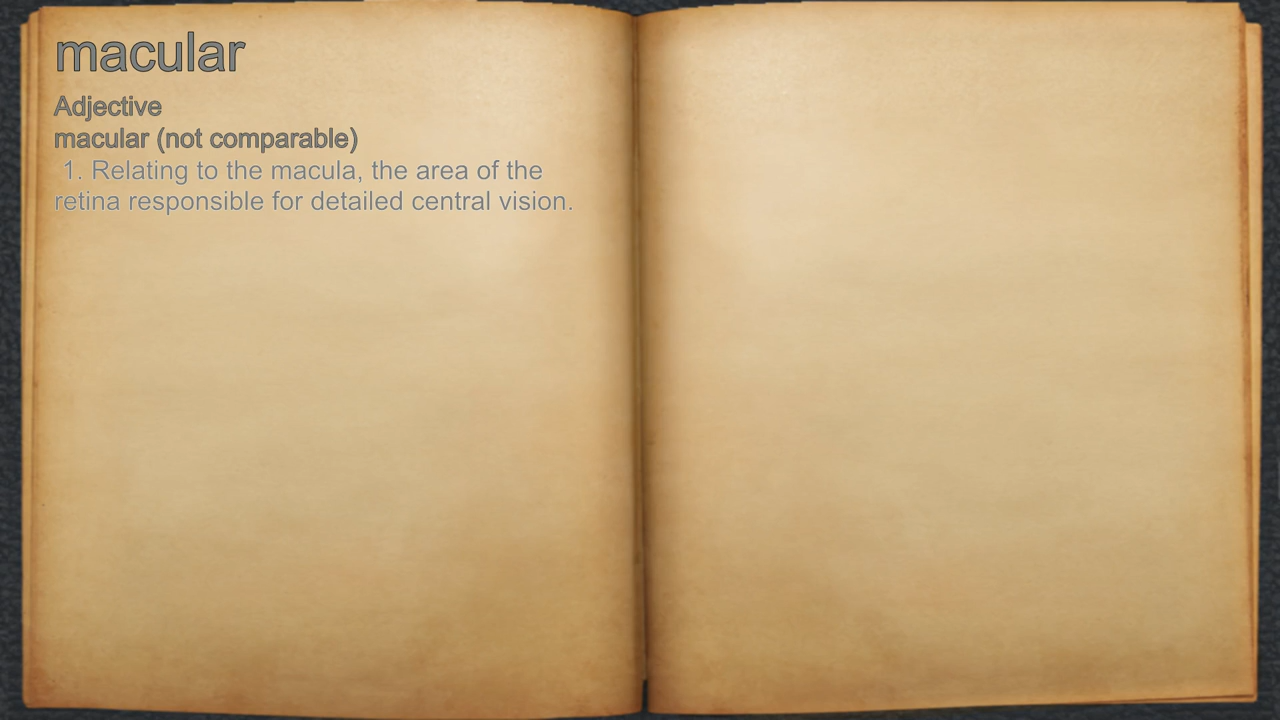 macular
Adjective
macular (not comparable)
1. Relating to the macula, the area of the
retina responsible for detailed central vision.